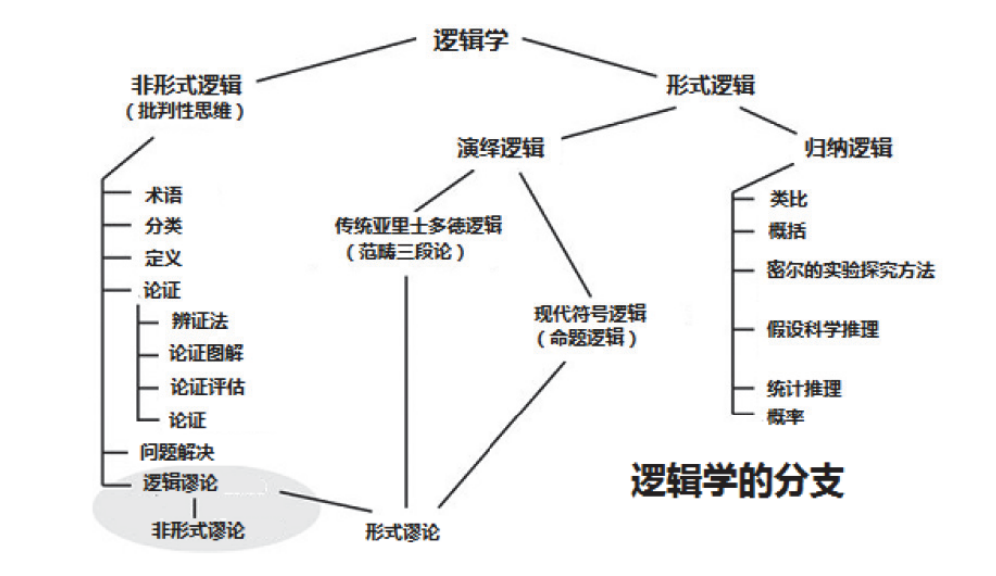 逻辑学
非形式逻辑
（批判性思维）
形式逻辑
演绎逻辑
归纳逻辑
术语
分类
定义
论证
辨证法
论证图解
论证评估
论证
问题解决
逻辑谬论
非形式谬论
传统亚里士多德逻辑
（范畴三段论）
现代符号逻辑
（命题逻辑）
形式谬论
类比
概括
密尔的实验探究方法
假设科学推理
统计推理
概率
逻辑学的分支